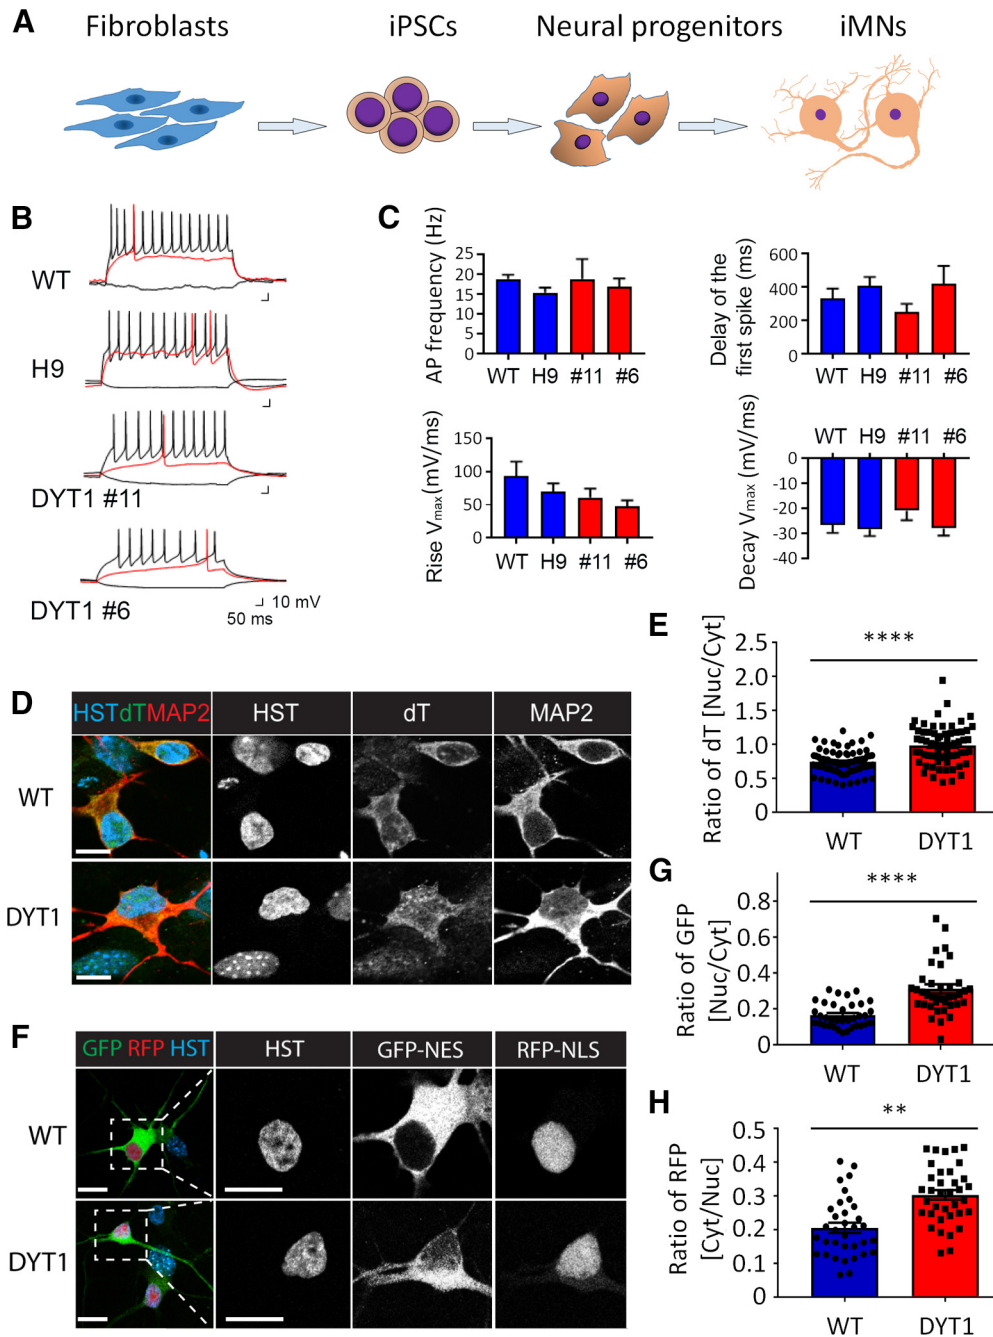 A
Fibroblasts
iPSCs
Neural progenitors
iMNs
B
WT
H9
DYT1 #11
DYT1 #6
10 mV
50 ms
C
AP frequency (Hz)
25
20
15
10
5
0
WT H9 #11 #6
Delay of the
first spike (ms)
600
400
200
0
WT H9 #11 #6
Rise Vmax(mV/ms)
150
100
50
0
WT H9 #11 #6
Decay Vmax (mV/ms)
WT H9 #11 #6
0
-10
-20
-30
-40
D
HSTdTMAP2
HST
dT
MAP2
WT
DYT1
E
Ratio of dT [Nuc/Cyt]
****
2.5
2.0
1.5
1.0
0.5
0
WT DYT1
F
GFP RFP HST
HST
GFP-NES
RFP-NLS
WT
DYT1
G
Ratio of GFP
[Nuc/Cyt]
****
0.8
0.6
0.4
0.2
0
WT DYT1
H
Ratio of RFP
[Cyt/Nuc]
**
0.5
0.4
0.3
0.2
0.1
0
WT DYT1